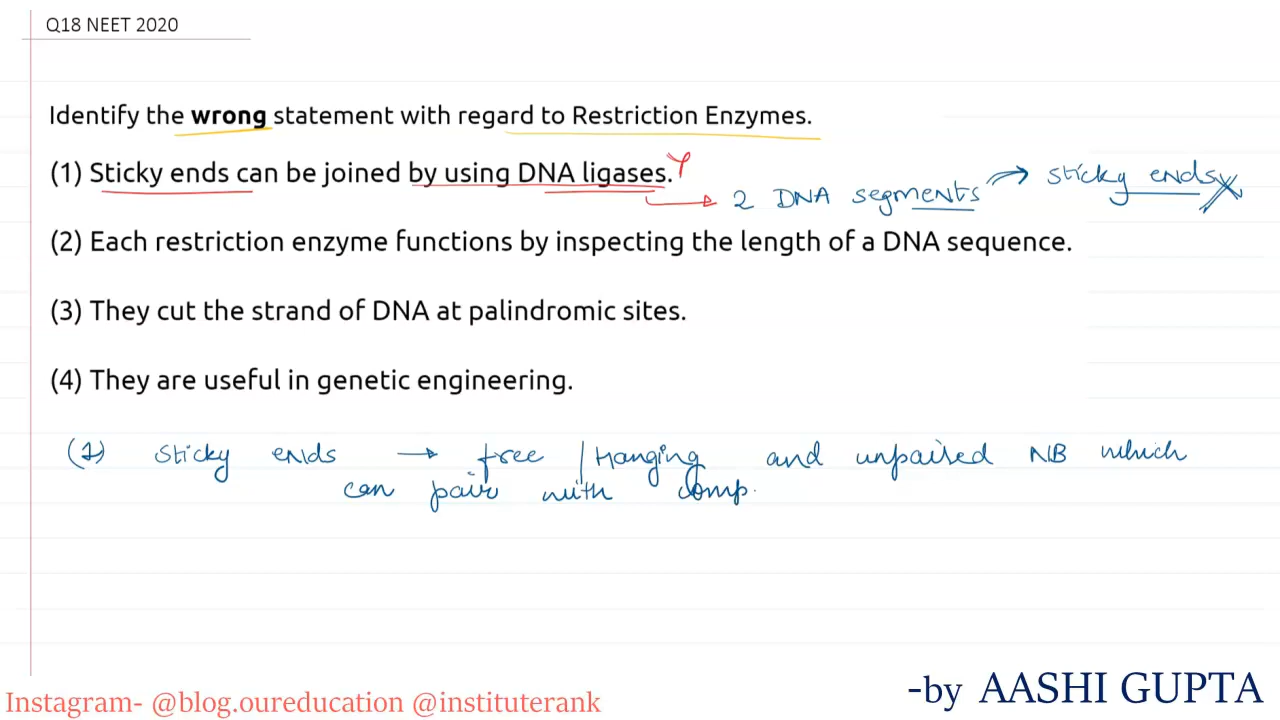 Q18 NEET 2020
Identify the wrong statement with regard to Restriction Enzymes.
(1) Sticky ends can be joined by using DNA ligases.
2 DNA segments sticky ends
(2) Each restriction enzyme functions by inspecting the length of a DNA sequence.
(3) They cut the strand of DNA at palindromic sites.
(4) They are useful in genetic engineering.
(1) Sticky ends → free / Hanging and unpaired NB which
can pair with comp.
Instagram- @blog.oureducation @instituterank
-by AASHI GUPTA